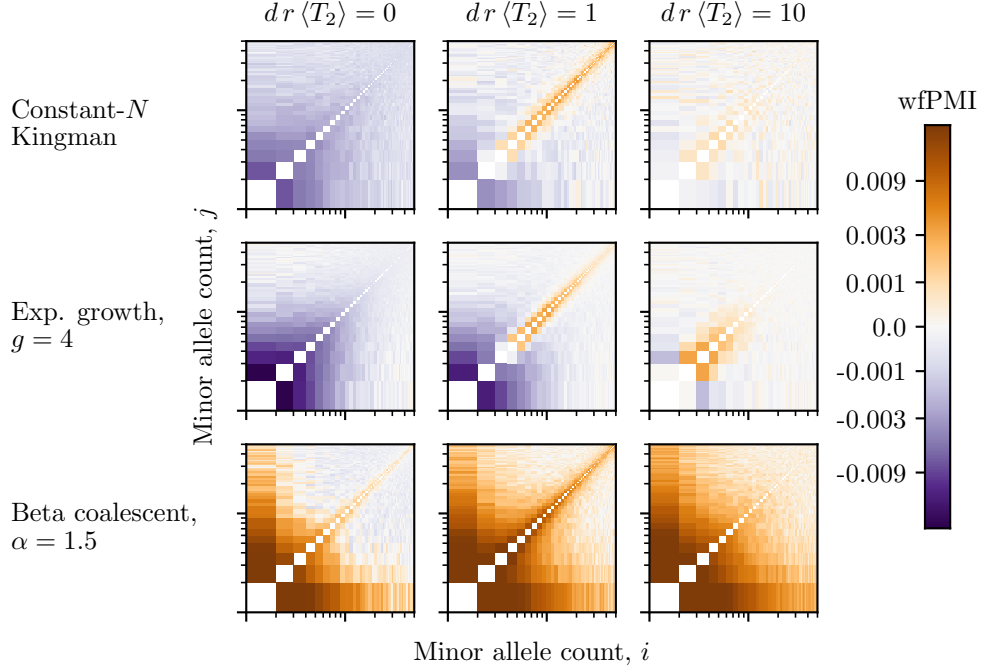 d r ⟨T₂⟩ = 0
d r ⟨T₂⟩ = 1
d r ⟨T₂⟩ = 10
Constant-N
Kingman
Exp. growth,
g = 4
Beta coalescent,
α = 1.5
Minor allele count, j
Minor allele count, i
wfPMI
0.009
0.003
0.001
0.0
-0.001
-0.003
-0.009